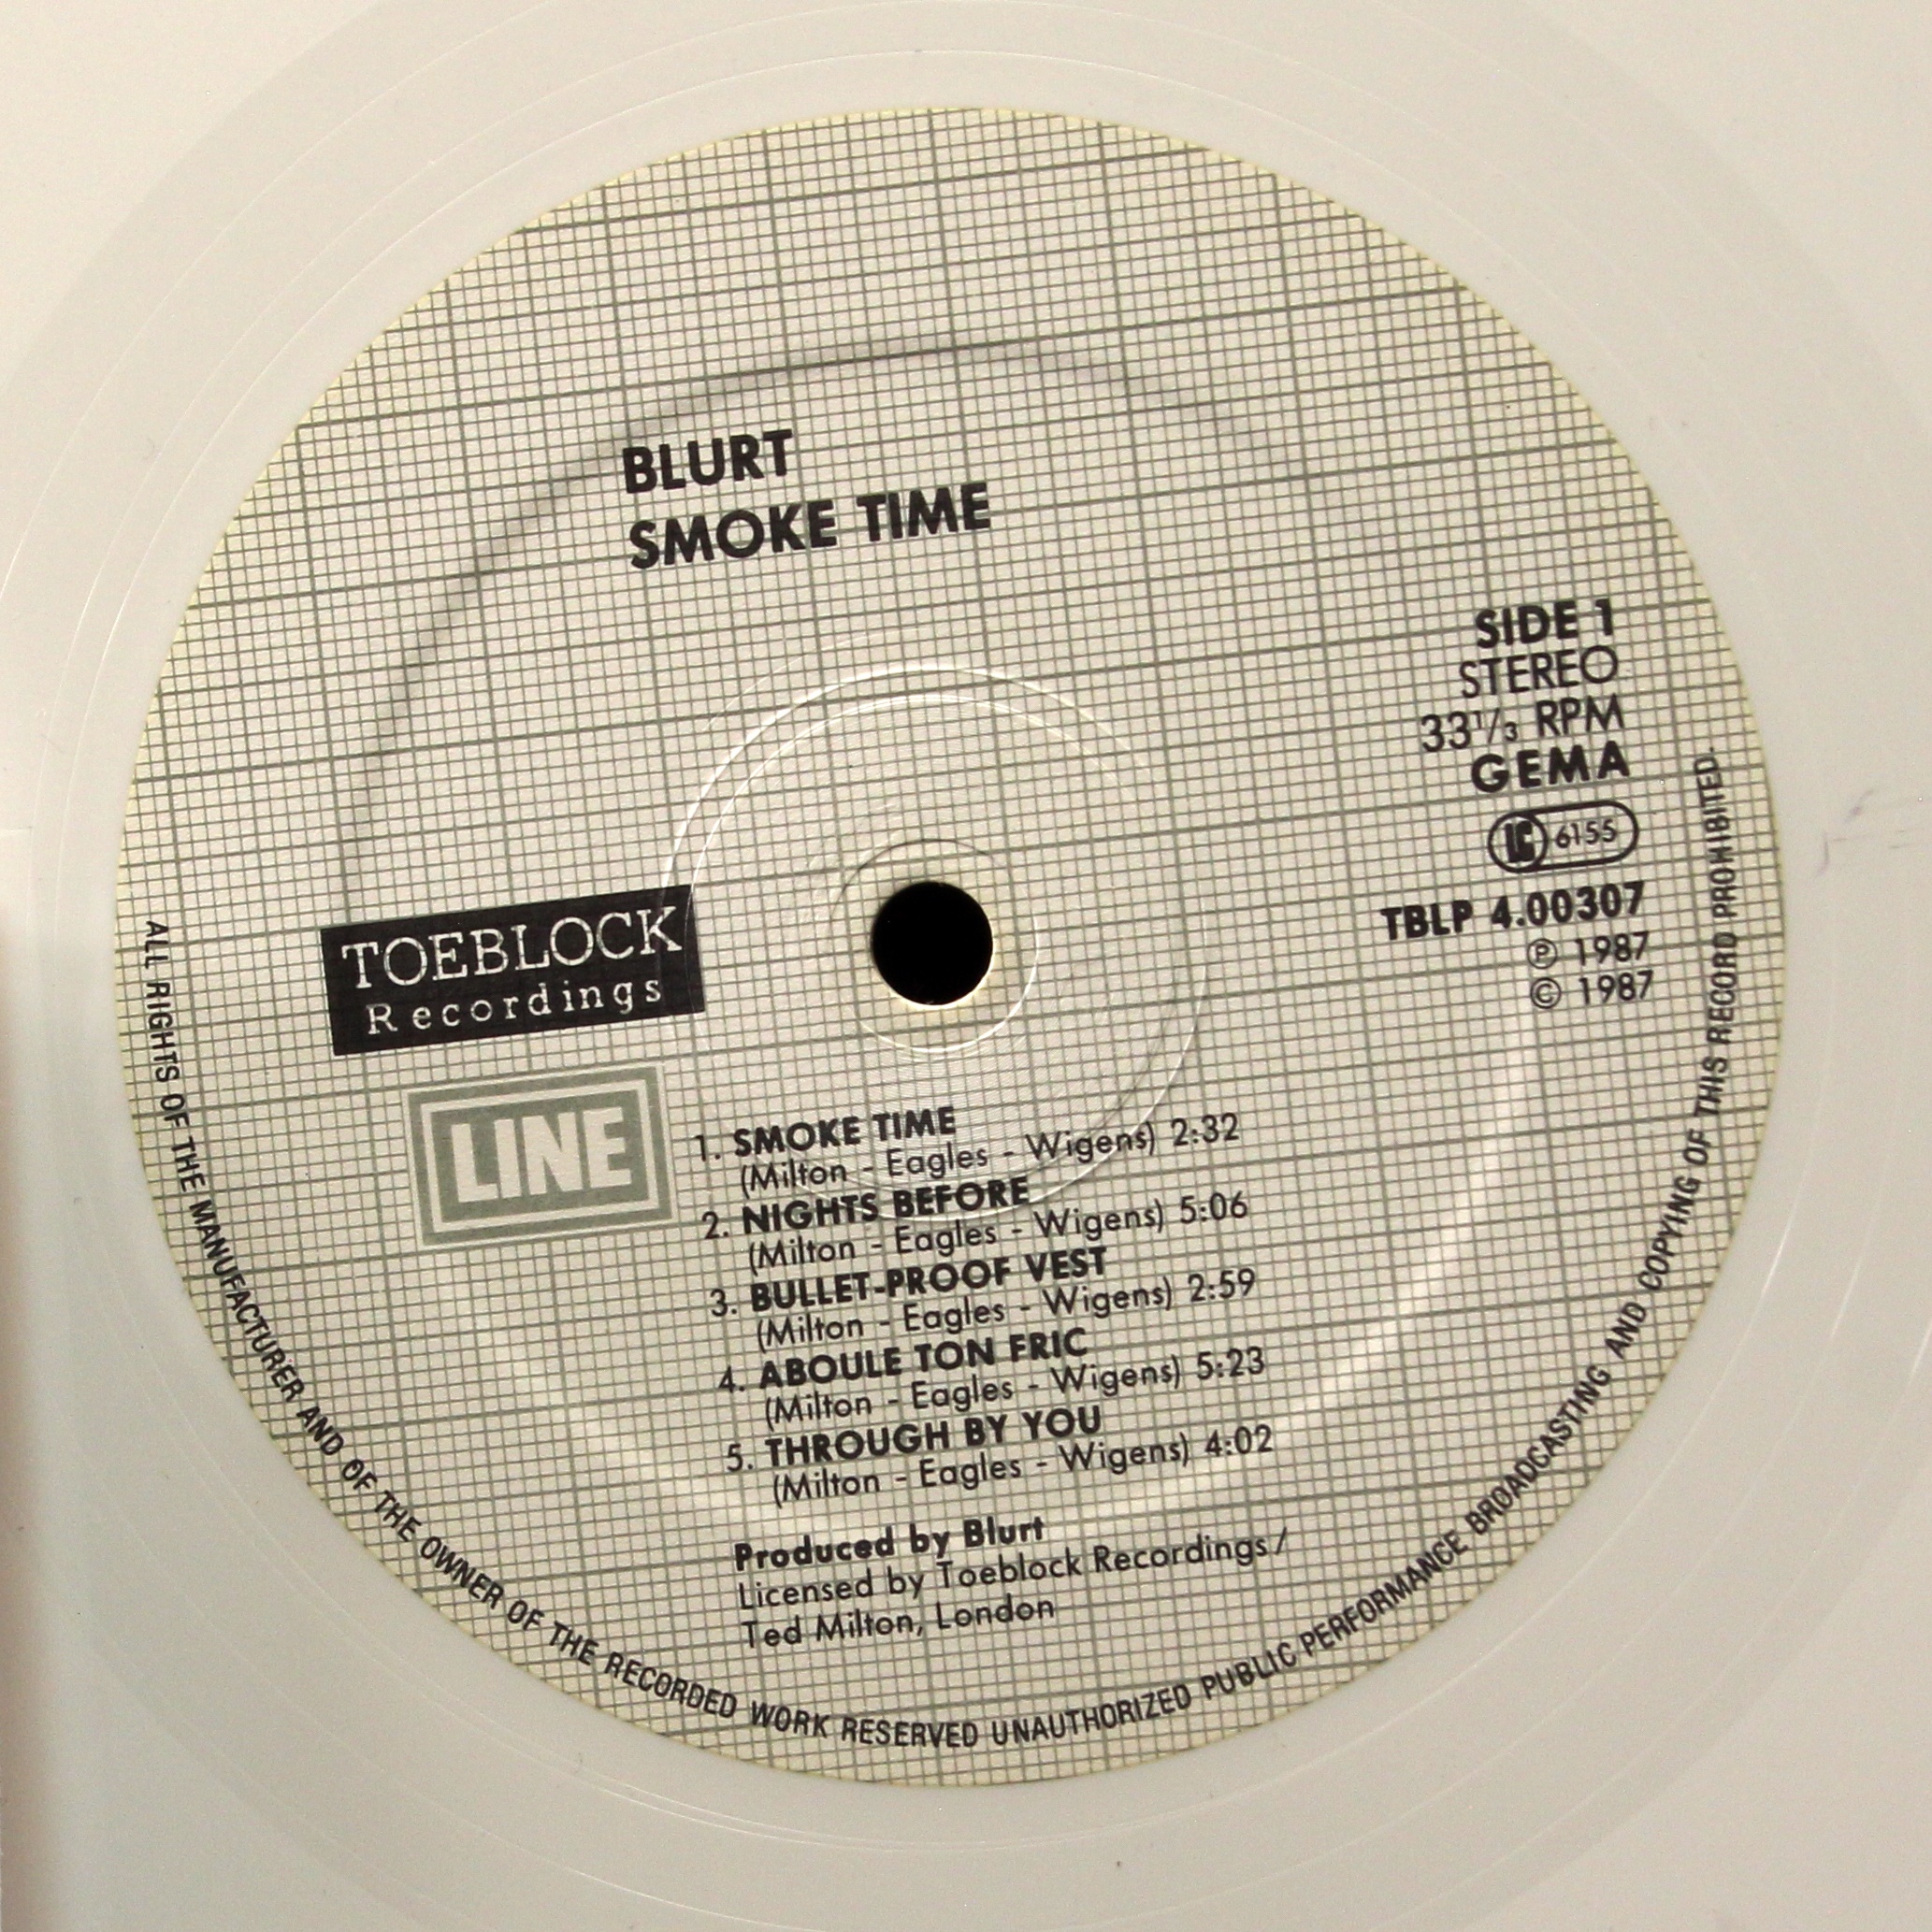 BLURT
SMOKE TIME
SIDE 1
STEREO
33 1/3 RPM
GEMA
LC 6155
TBLP 4.00307
℗ 1987
© 1987
TOEBLOCK
Recordings
LINE
1. SMOKE TIME
(Milton - Eagles - Wigens) 2:32
2. NIGHTS BEFORE
(Milton - Eagles - Wigens) 5:06
3. BULLET-PROOF VEST
(Milton - Eagles - Wigens) 2:59
4. ABOULE TON FRIC
(Milton - Eagles - Wigens) 5:23
5. THROUGH BY YOU
(Milton - Eagles - Wigens) 4:02
Produced by Blurt
Licensed by Toeblock Recordings/
Ted Milton, London
ALL RIGHTS OF THE MANUFACTURER AND OF THE OWNER OF THE RECORDED WORK RESERVED UNAUTHORIZED PUBLIC PERFORMANCE BROADCASTING AND COPYING OF THIS RECORD PROHIBITED.